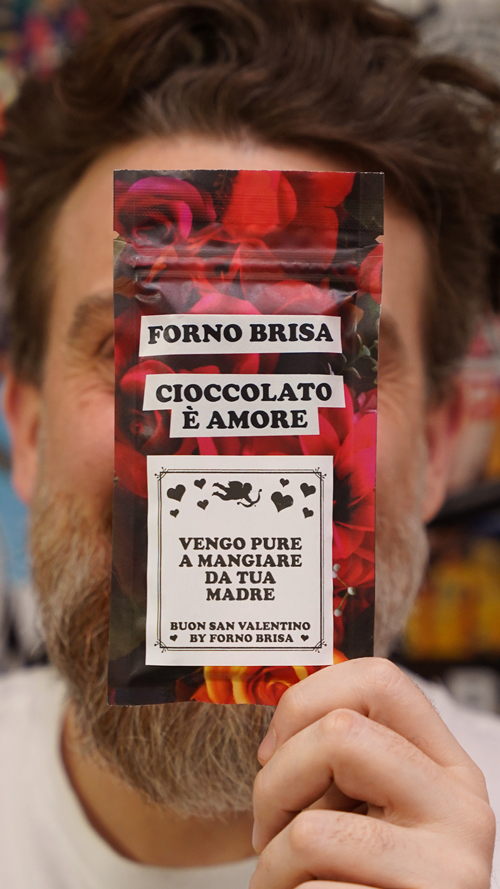 FORNO BRISA
CIOCCOLATO
È AMORE
VENGO PURE
A MANGIARE
DA TUA
MADRE
BUON SAN VALENTINO
BY FORNO BRISA